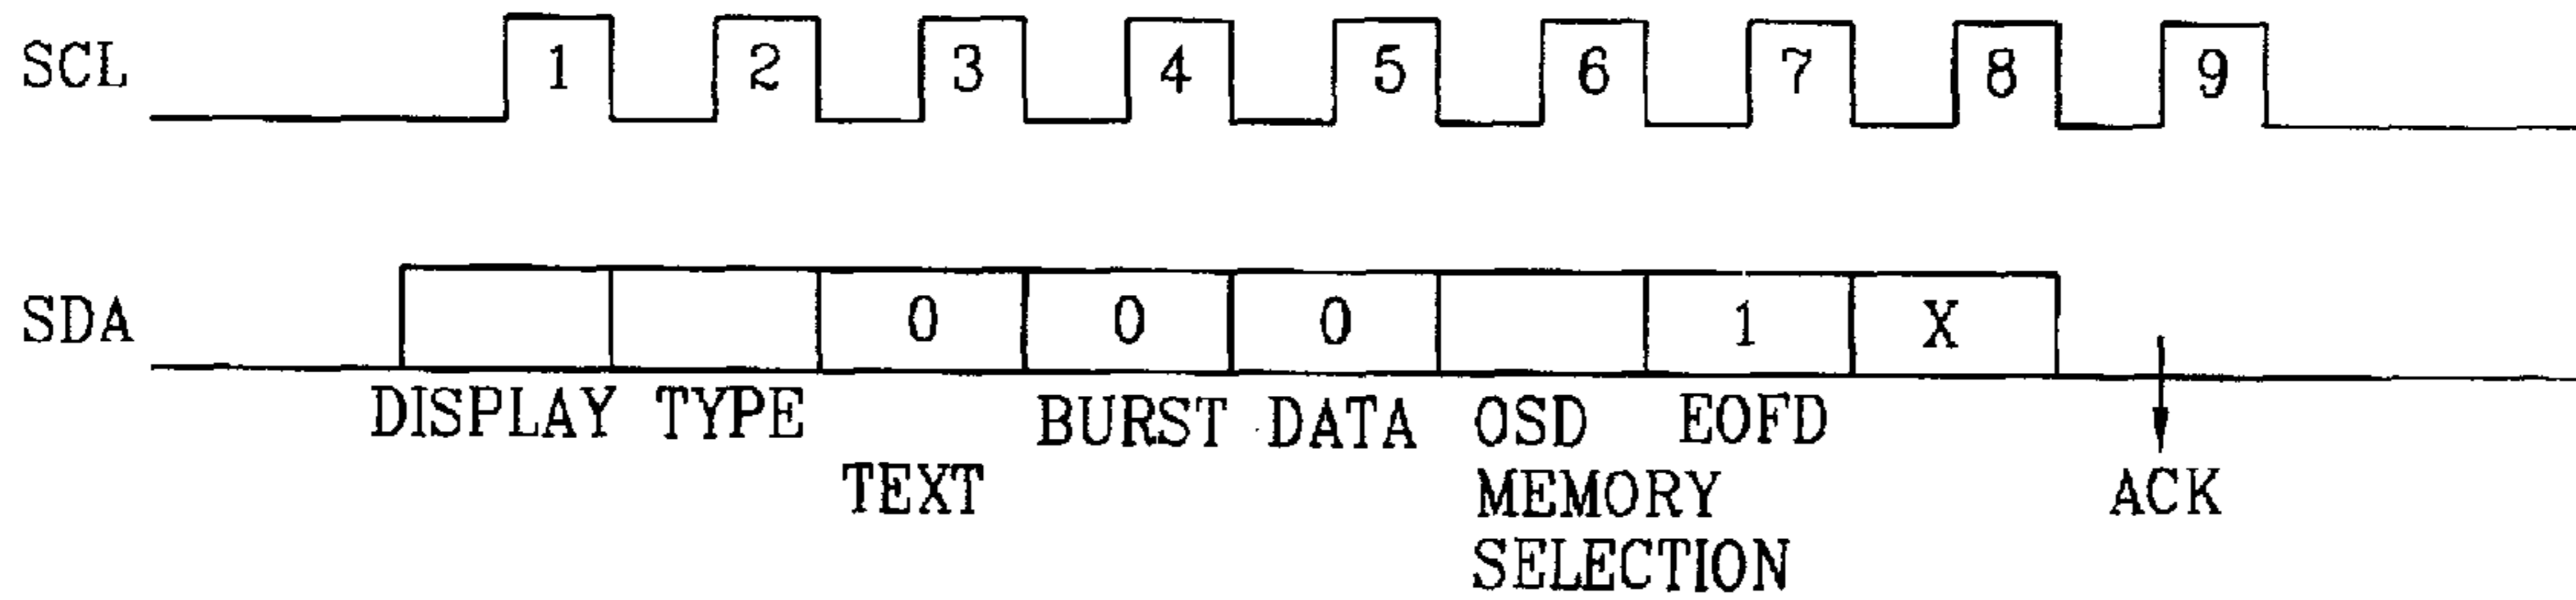 SCL 1 2 3 4 5 6 7 8 9
SDA 0 0 0 1 X
DISPLAY TYPE BURST DATA OSD EOFD
TEXT MEMORY ACK
SELECTION